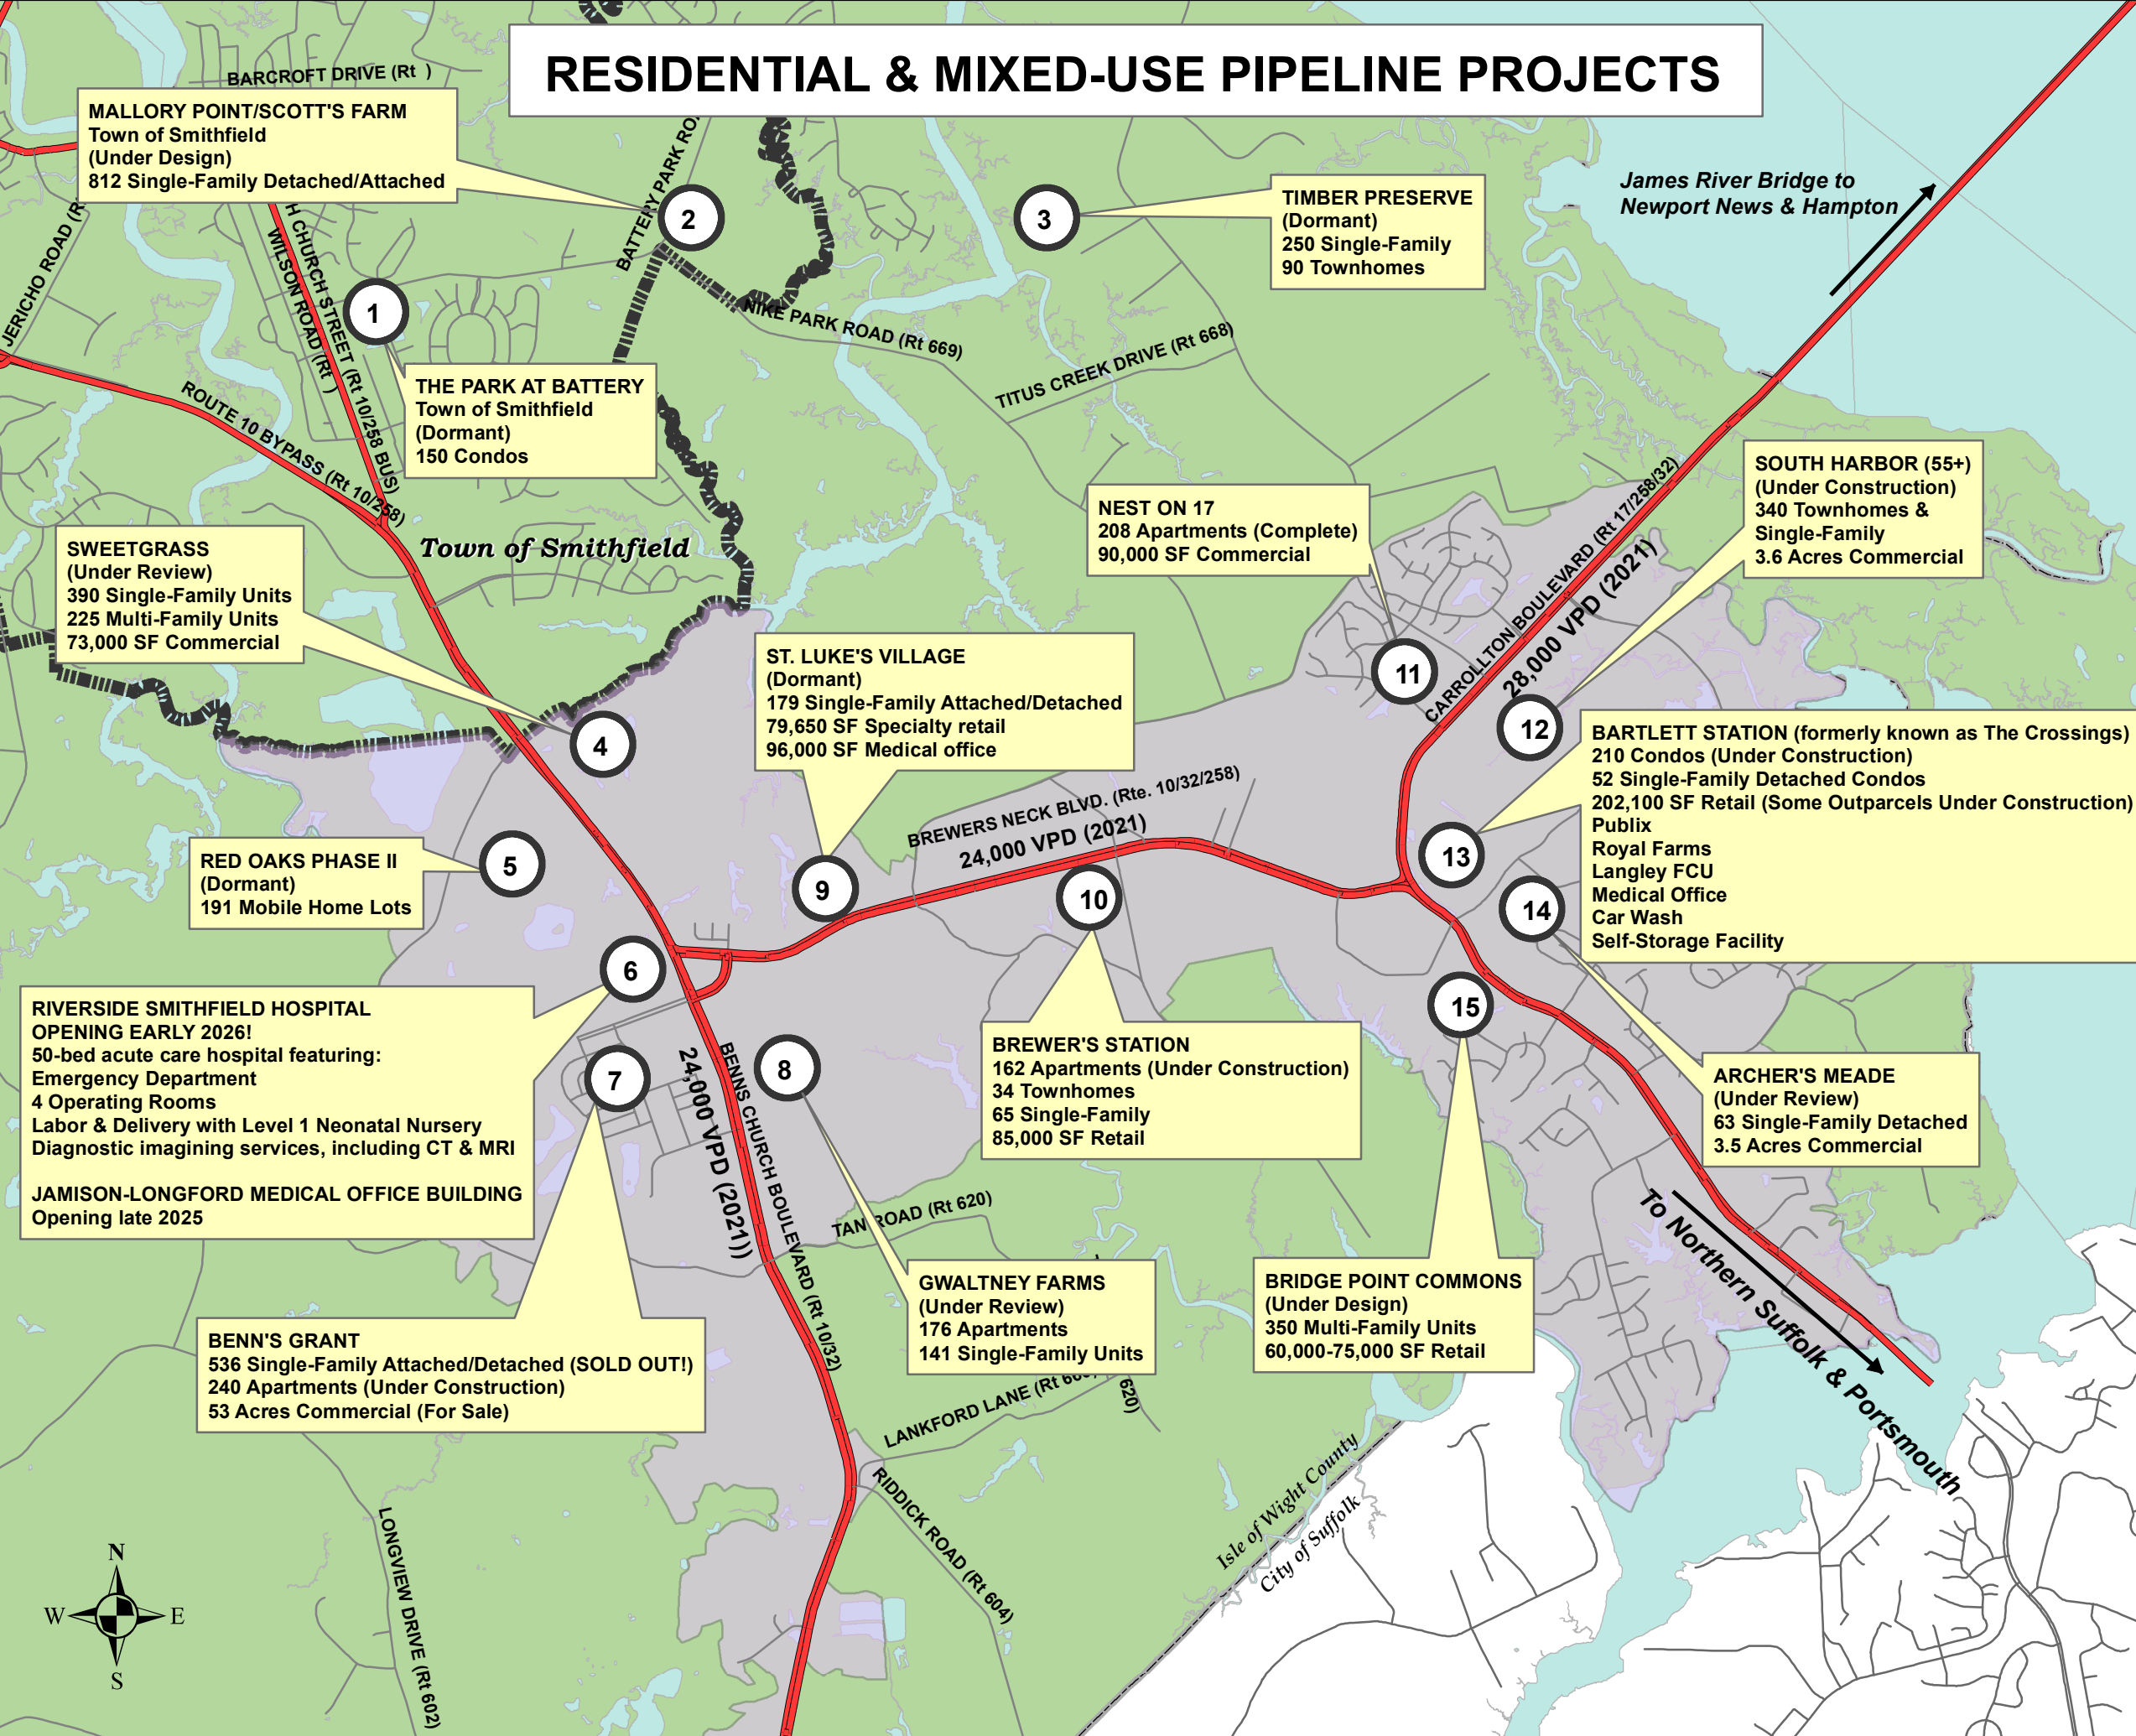 RESIDENTIAL & MIXED-USE PIPELINE PROJECTS
BARCROFT DRIVE (Rt )
MALLORY POINT/SCOTT'S FARM
Town of Smithfield
(Under Design)
812 Single-Family Detached/Attached
2
3
TIMBER PRESERVE
(Dormant)
250 Single-Family
90 Townhomes
James River Bridge to
Newport News & Hampton
BATTERY PARK
JERICHO ROAD
WILSON ROAD (Rt )
CHURCH STREET (Rt 10/258 BUS)
1
NIKE PARK ROAD (Rt 669)
TITUS CREEK DRIVE (Rt 668)
THE PARK AT BATTERY
Town of Smithfield
(Dormant)
150 Condos
ROUTE 10 BYPASS (Rt 10/258)
Town of Smithfield
SWEETGRASS
(Under Review)
390 Single-Family Units
225 Multi-Family Units
73,000 SF Commercial
4
NEST ON 17
208 Apartments (Complete)
90,000 SF Commercial
11
CARROLLTON BOULEVARD (Rt 17/258/32)
28,000 VPD (2021)
SOUTH HARBOR (55+)
(Under Construction)
340 Townhomes &
Single-Family
3.6 Acres Commercial
12
ST. LUKE'S VILLAGE
(Dormant)
179 Single-Family Attached/Detached
79,650 SF Specialty retail
96,000 SF Medical office
9
BREWERS NECK BLVD. (Rte. 10/32/258)
24,000 VPD (2021)
BARTLETT STATION (formerly known as The Crossings)
210 Condos (Under Construction)
52 Single-Family Detached Condos
202,100 SF Retail (Some Outparcels Under Construction)
Publix
Royal Farms
Langley FCU
Medical Office
Car Wash
Self-Storage Facility
13
14
RED OAKS PHASE II
(Dormant)
191 Mobile Home Lots
5
10
6
15
RIVERSIDE SMITHFIELD HOSPITAL
OPENING EARLY 2026!
50-bed acute care hospital featuring:
Emergency Department
4 Operating Rooms
Labor & Delivery with Level 1 Neonatal Nursery
Diagnostic imagining services, including CT & MRI
JAMISON-LONGFORD MEDICAL OFFICE BUILDING
Opening late 2025
7
8
24,000 VPD (2021))
BENNS CHURCH BOULEVARD (Rt 10/32)
BREWER'S STATION
162 Apartments (Under Construction)
34 Townhomes
65 Single-Family
85,000 SF Retail
ARCHER'S MEADE
(Under Review)
63 Single-Family Detached
3.5 Acres Commercial
To Northern Suffolk & Portsmouth
TAN ROAD (Rt 620)
GWALTNEY FARMS
(Under Review)
176 Apartments
141 Single-Family Units
620)
BRIDGE POINT COMMONS
(Under Design)
350 Multi-Family Units
60,000-75,000 SF Retail
BENN'S GRANT
536 Single-Family Attached/Detached (SOLD OUT!)
240 Apartments (Under Construction)
53 Acres Commercial (For Sale)
LANKFORD LANE (Rt
RIDDICK ROAD (Rt 604)
LONGVIEW DRIVE (Rt 602)
Isle of Wight County
City of Suffolk
N
W
E
S